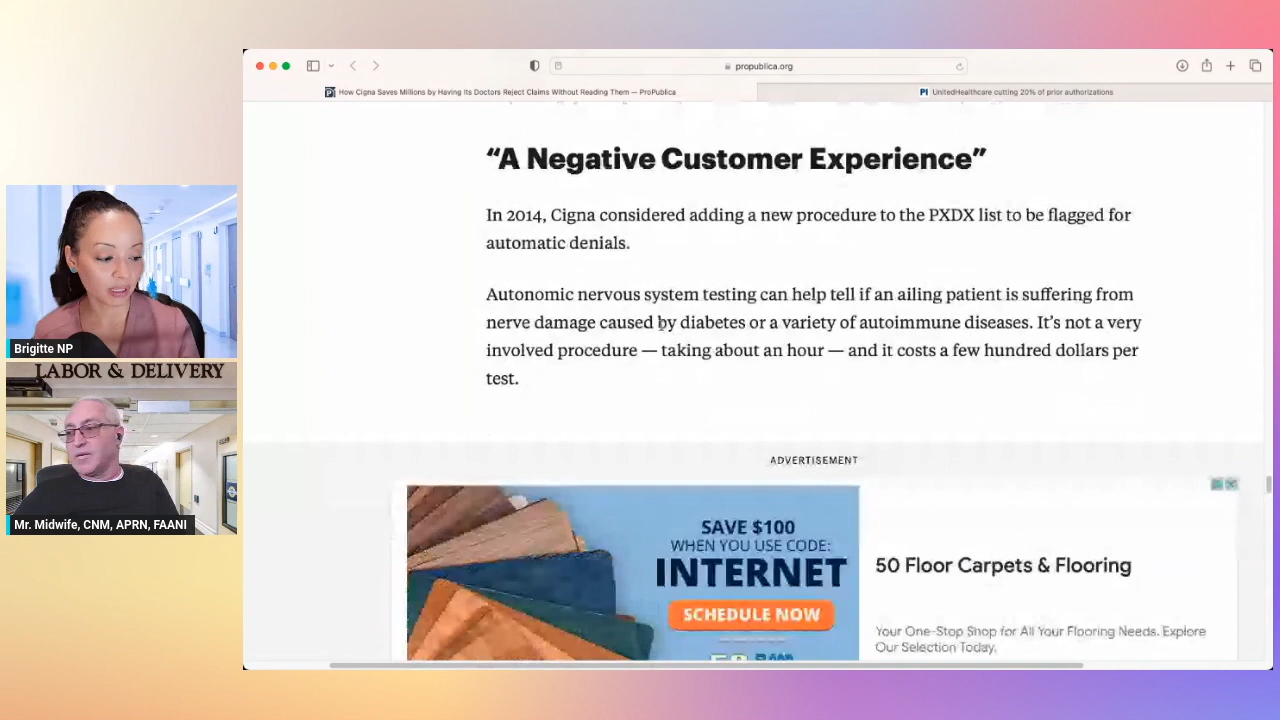 propublica.org
How Cigna Saves Millions by Having Its Doctors Reject Claims Without Reading Them — ProPublica
PI UnitedHealthcare cutting 20% of prior authorizations
“A Negative Customer Experience”
In 2014, Cigna considered adding a new procedure to the PXDX list to be flagged for
automatic denials.
Autonomic nervous system testing can help tell if an ailing patient is suffering from
nerve damage caused by diabetes or a variety of autoimmune diseases. It’s not a very
involved procedure — taking about an hour — and it costs a few hundred dollars per
test.
ADVERTISEMENT
SAVE $100
WHEN YOU USE CODE:
INTERNET
SCHEDULE NOW
50 Floor Carpets & Flooring
Your One-Stop Shop for All Your Flooring Needs. Explore
Our Selection Today.
Brigitte NP
LABOR & DELIVERY
Mr. Midwife, CNM, APRN, FAANI